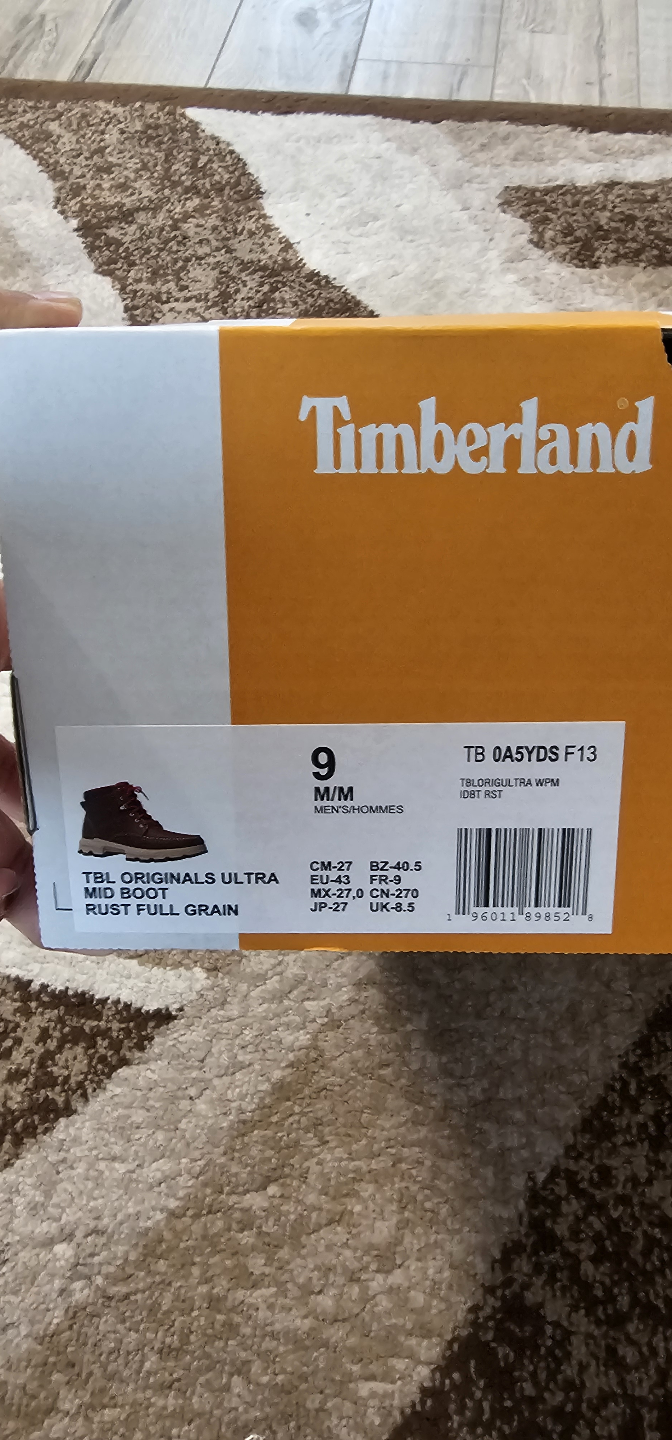 Timberland®
9
M/M
MEN'S/HOMMES
TB 0A5YDS F13
TBLORIGULTRA WPM
IDBT RST
TBL ORIGINALS ULTRA
MID BOOT
RUST FULL GRAIN
CM-27 BZ-40.5
EU-43 FR-9
MX-27,0 CN-270
JP-27 UK-8.5
1 96011 89852 8